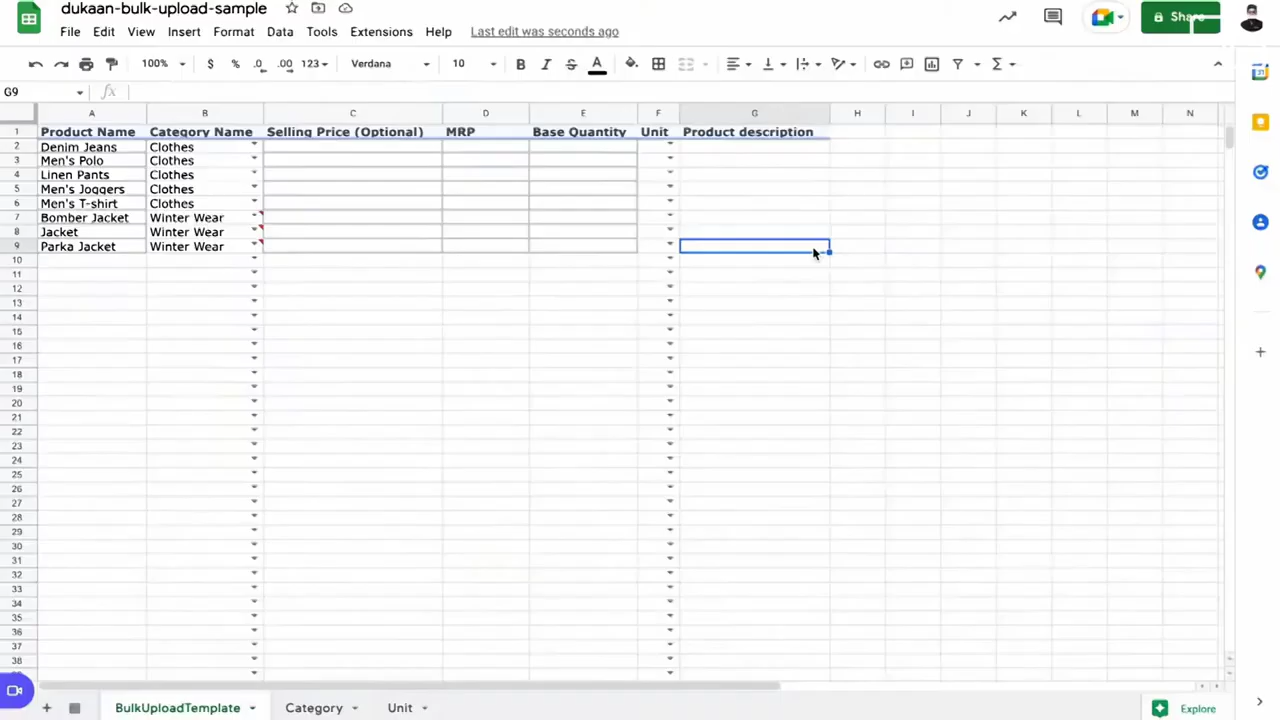 dukaan-bulk-upload-sample
File Edit View Insert Format Data Tools Extensions Help Last edit was seconds ago
Share
100% $ % .0 .00 123 Verdana 10 B I S A
G9 fx
A B C D E F G H I J K L M N
1 Product Name Category Name Selling Price (Optional) MRP Base Quantity Unit Product description
2 Denim Jeans Clothes
3 Men's Polo Clothes
4 Linen Pants Clothes
5 Men's Joggers Clothes
6 Men's T-shirt Clothes
7 Bomber Jacket Winter Wear
8 Jacket Winter Wear
9 Parka Jacket Winter Wear
10
11
12
13
14
15
16
17
18
19
20
21
22
23
24
25
26
27
28
29
30
31
32
33
34
35
36
37
38
BulkUploadTemplate Category Unit Explore